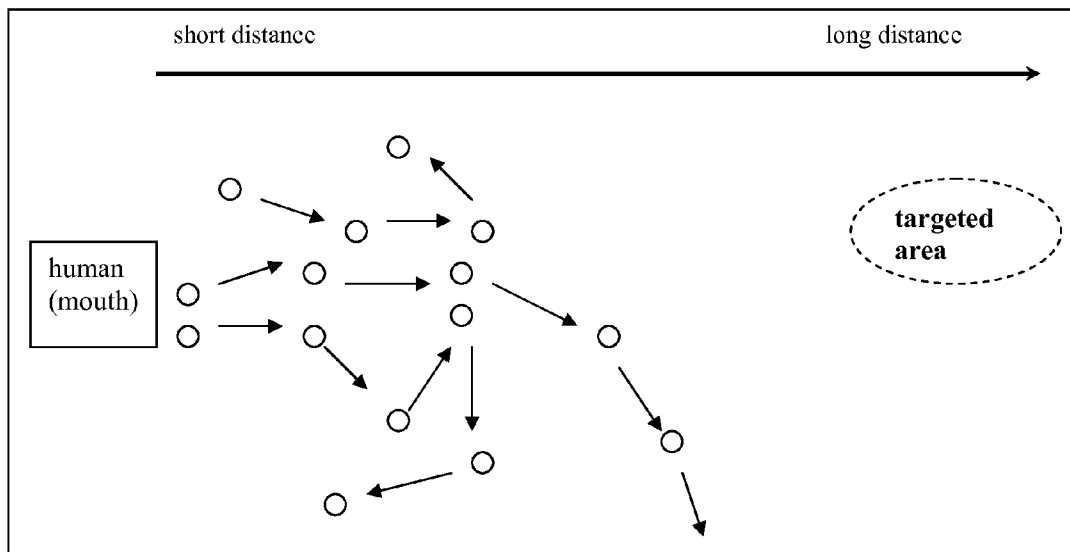 short distance
long distance
human
(mouth)
targeted
area